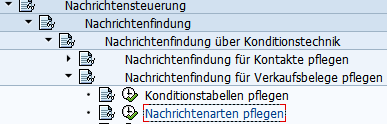 Nachrichtensteuerung
Nachrichtenfindung
Nachrichtenfindung über Konditionstechnik
Nachrichtenfindung für Kontakte pflegen
Nachrichtenfindung für Verkaufsbelege pflegen
Konditionstabellen pflegen
Nachrichtenarten pflegen